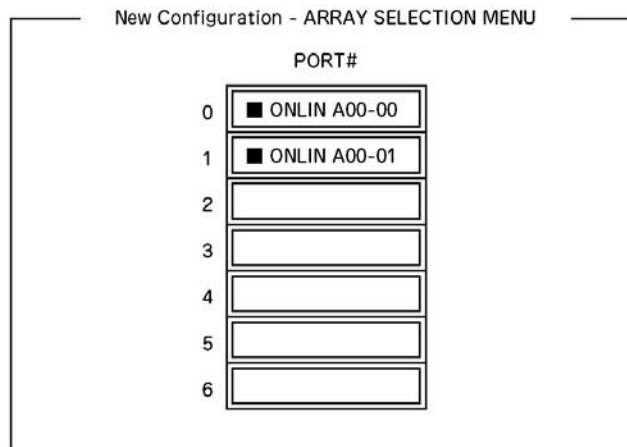 New Configuration - ARRAY SELECTION MENU
PORT#
0 ■ ONLIN A00-00
1 ■ ONLIN A00-01
2
3
4
5
6